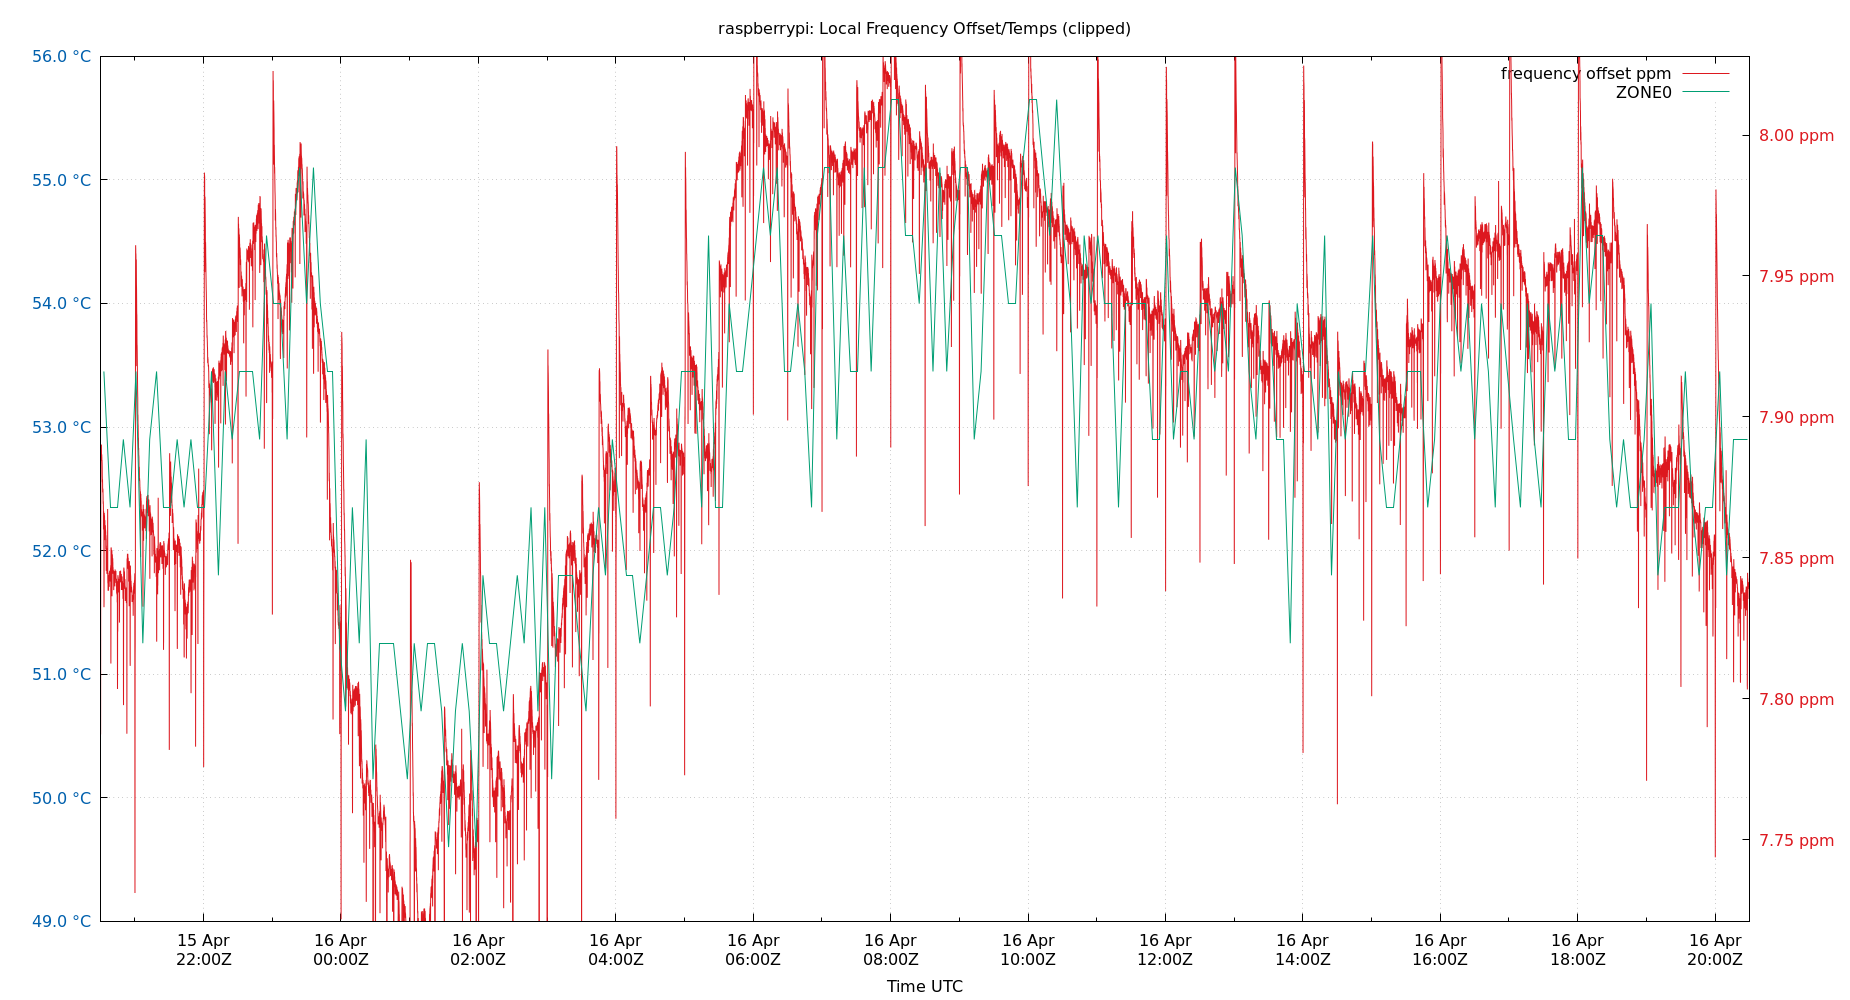 raspberrypi: Local Frequency Offset/Temps (clipped)
frequency offset ppm
ZONE0
56.0 °C
55.0 °C
54.0 °C
53.0 °C
52.0 °C
51.0 °C
50.0 °C
49.0 °C
8.00 ppm
7.95 ppm
7.90 ppm
7.85 ppm
7.80 ppm
7.75 ppm
15 Apr
22:00Z
16 Apr
00:00Z
16 Apr
02:00Z
16 Apr
04:00Z
16 Apr
06:00Z
16 Apr
08:00Z
16 Apr
10:00Z
16 Apr
12:00Z
16 Apr
14:00Z
16 Apr
16:00Z
16 Apr
18:00Z
16 Apr
20:00Z
Time UTC